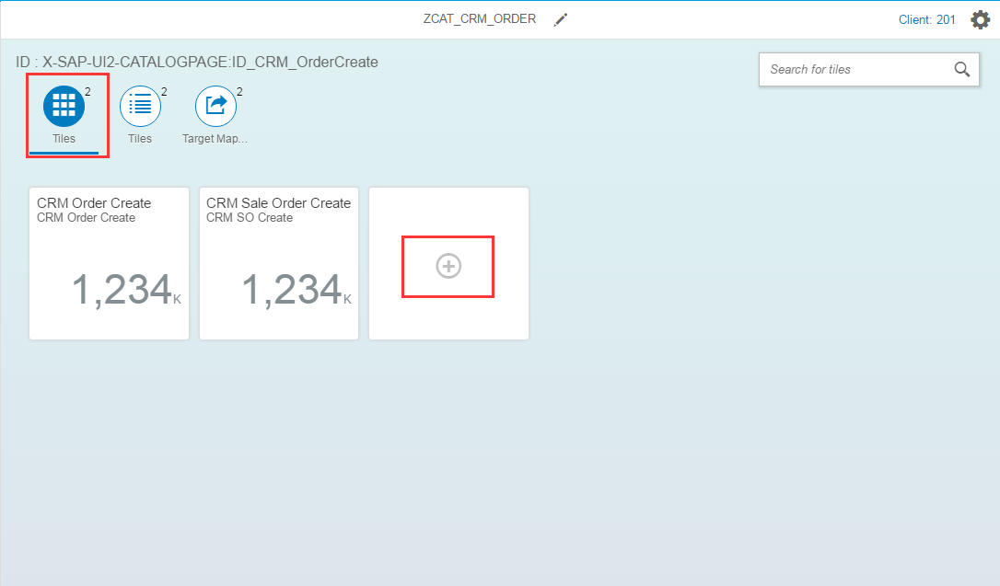 ZCAT_CRM_ORDER
Client: 201
ID : X-SAP-UI2-CATALOGPAGE:ID_CRM_OrderCreate
Search for tiles
2
Tiles
2
Tiles
2
Target Map...
CRM Order Create
CRM Order Create
1,234K
CRM Sale Order Create
CRM SO Create
1,234K